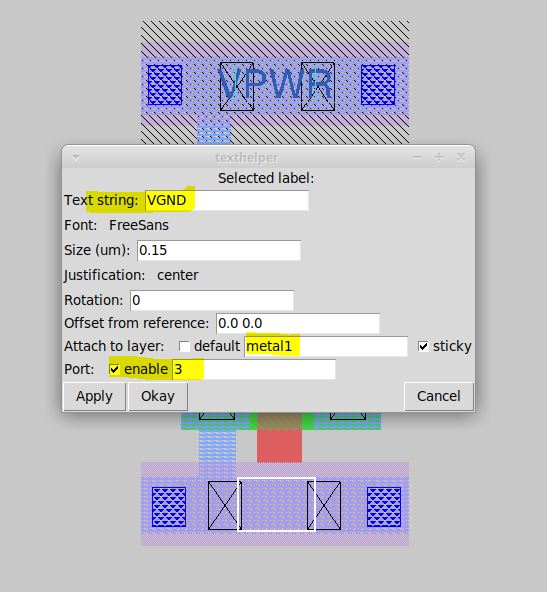 VPWR
texthelper
Selected label:
Text string: VGND
Font: FreeSans
Size (um): 0.15
Justification: center
Rotation: 0
Offset from reference: 0.0 0.0
Attach to layer: default metal1 sticky
Port: enable 3
Apply Okay Cancel